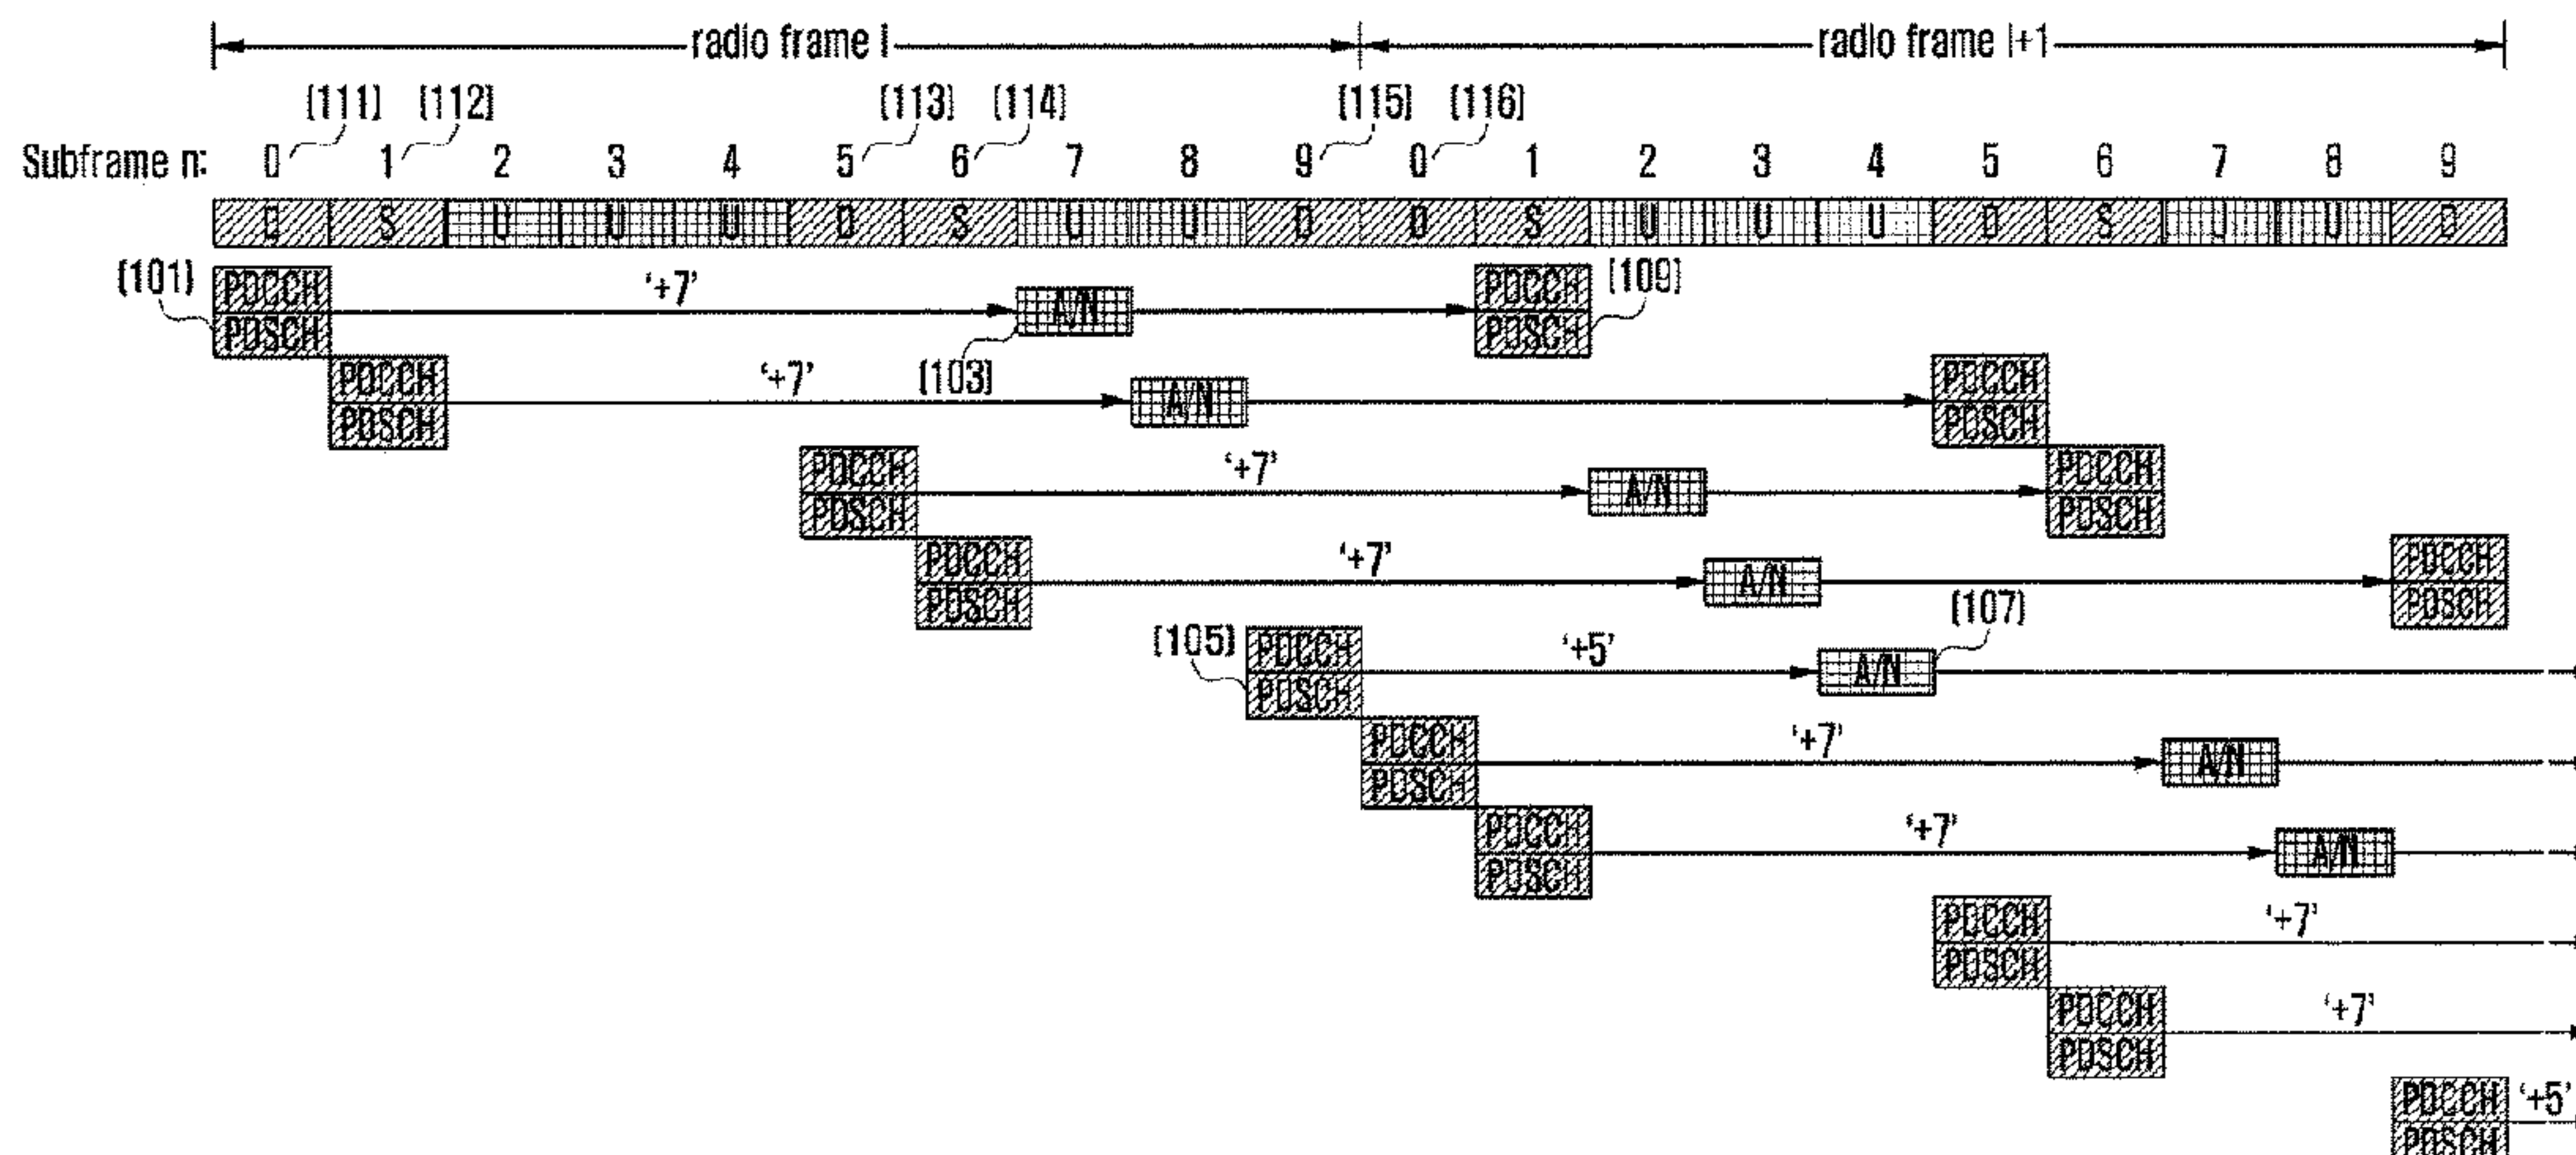 radio frame i radio frame i+1
(111) (112) (113) (114) (115) (116)
Subframe n: 0 1 2 3 4 5 6 7 8 9 0 1 2 3 4 5 6 7 8 9
D S U U U D S U U D D S U U U D S U U D
(101) PDCCH '+7' A/N PDCCH (109)
PDSCH (103) PDSCH
PDCCH '+7' A/N PDCCH
PDSCH PDSCH
PDCCH '+7' A/N PDCCH
PDSCH PDSCH
PDCCH '+7' A/N PDCCH
PDSCH (107) PDSCH
(105) PDCCH '+5' A/N
PDSCH
PDCCH '+7' A/N
PDSCH
PDCCH '+7' A/N
PDSCH
PDCCH '+7'
PDSCH
PDCCH '+7'
PDSCH
PDCCH '+5'
PDSCH